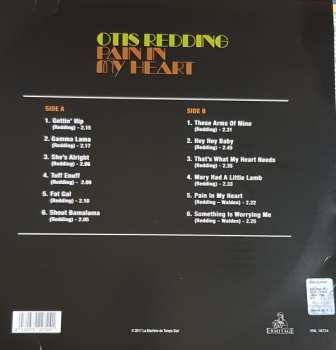 OTIS REDDING
PAIN IN
MY HEART
SIDE A
1. Gettin' Hip
(Redding) - 2.15
2. Gamma Lama
(Redding) - 2.17
3. She's Alright
(Redding) - 2.06
4. Tuff Enuff
(Redding) - 2.09
5. Fat Gal
(Redding) - 2.10
6. Shout Bamalama
(Redding) - 2.05
SIDE B
1. These Arms Of Mine
(Redding) - 2.31
2. Hey Hey Baby
(Redding) - 2.45
3. That's What My Heart Needs
(Redding) - 2.35
4. Mary Had A Little Lamb
(Redding) - 2.33
5. Pain In My Heart
(Redding - Walden) - 2.22
6. Something Is Worrying Me
(Redding - Walden) - 2.25
© 2017 La Machine du Temps Sarl
ERMITAGE